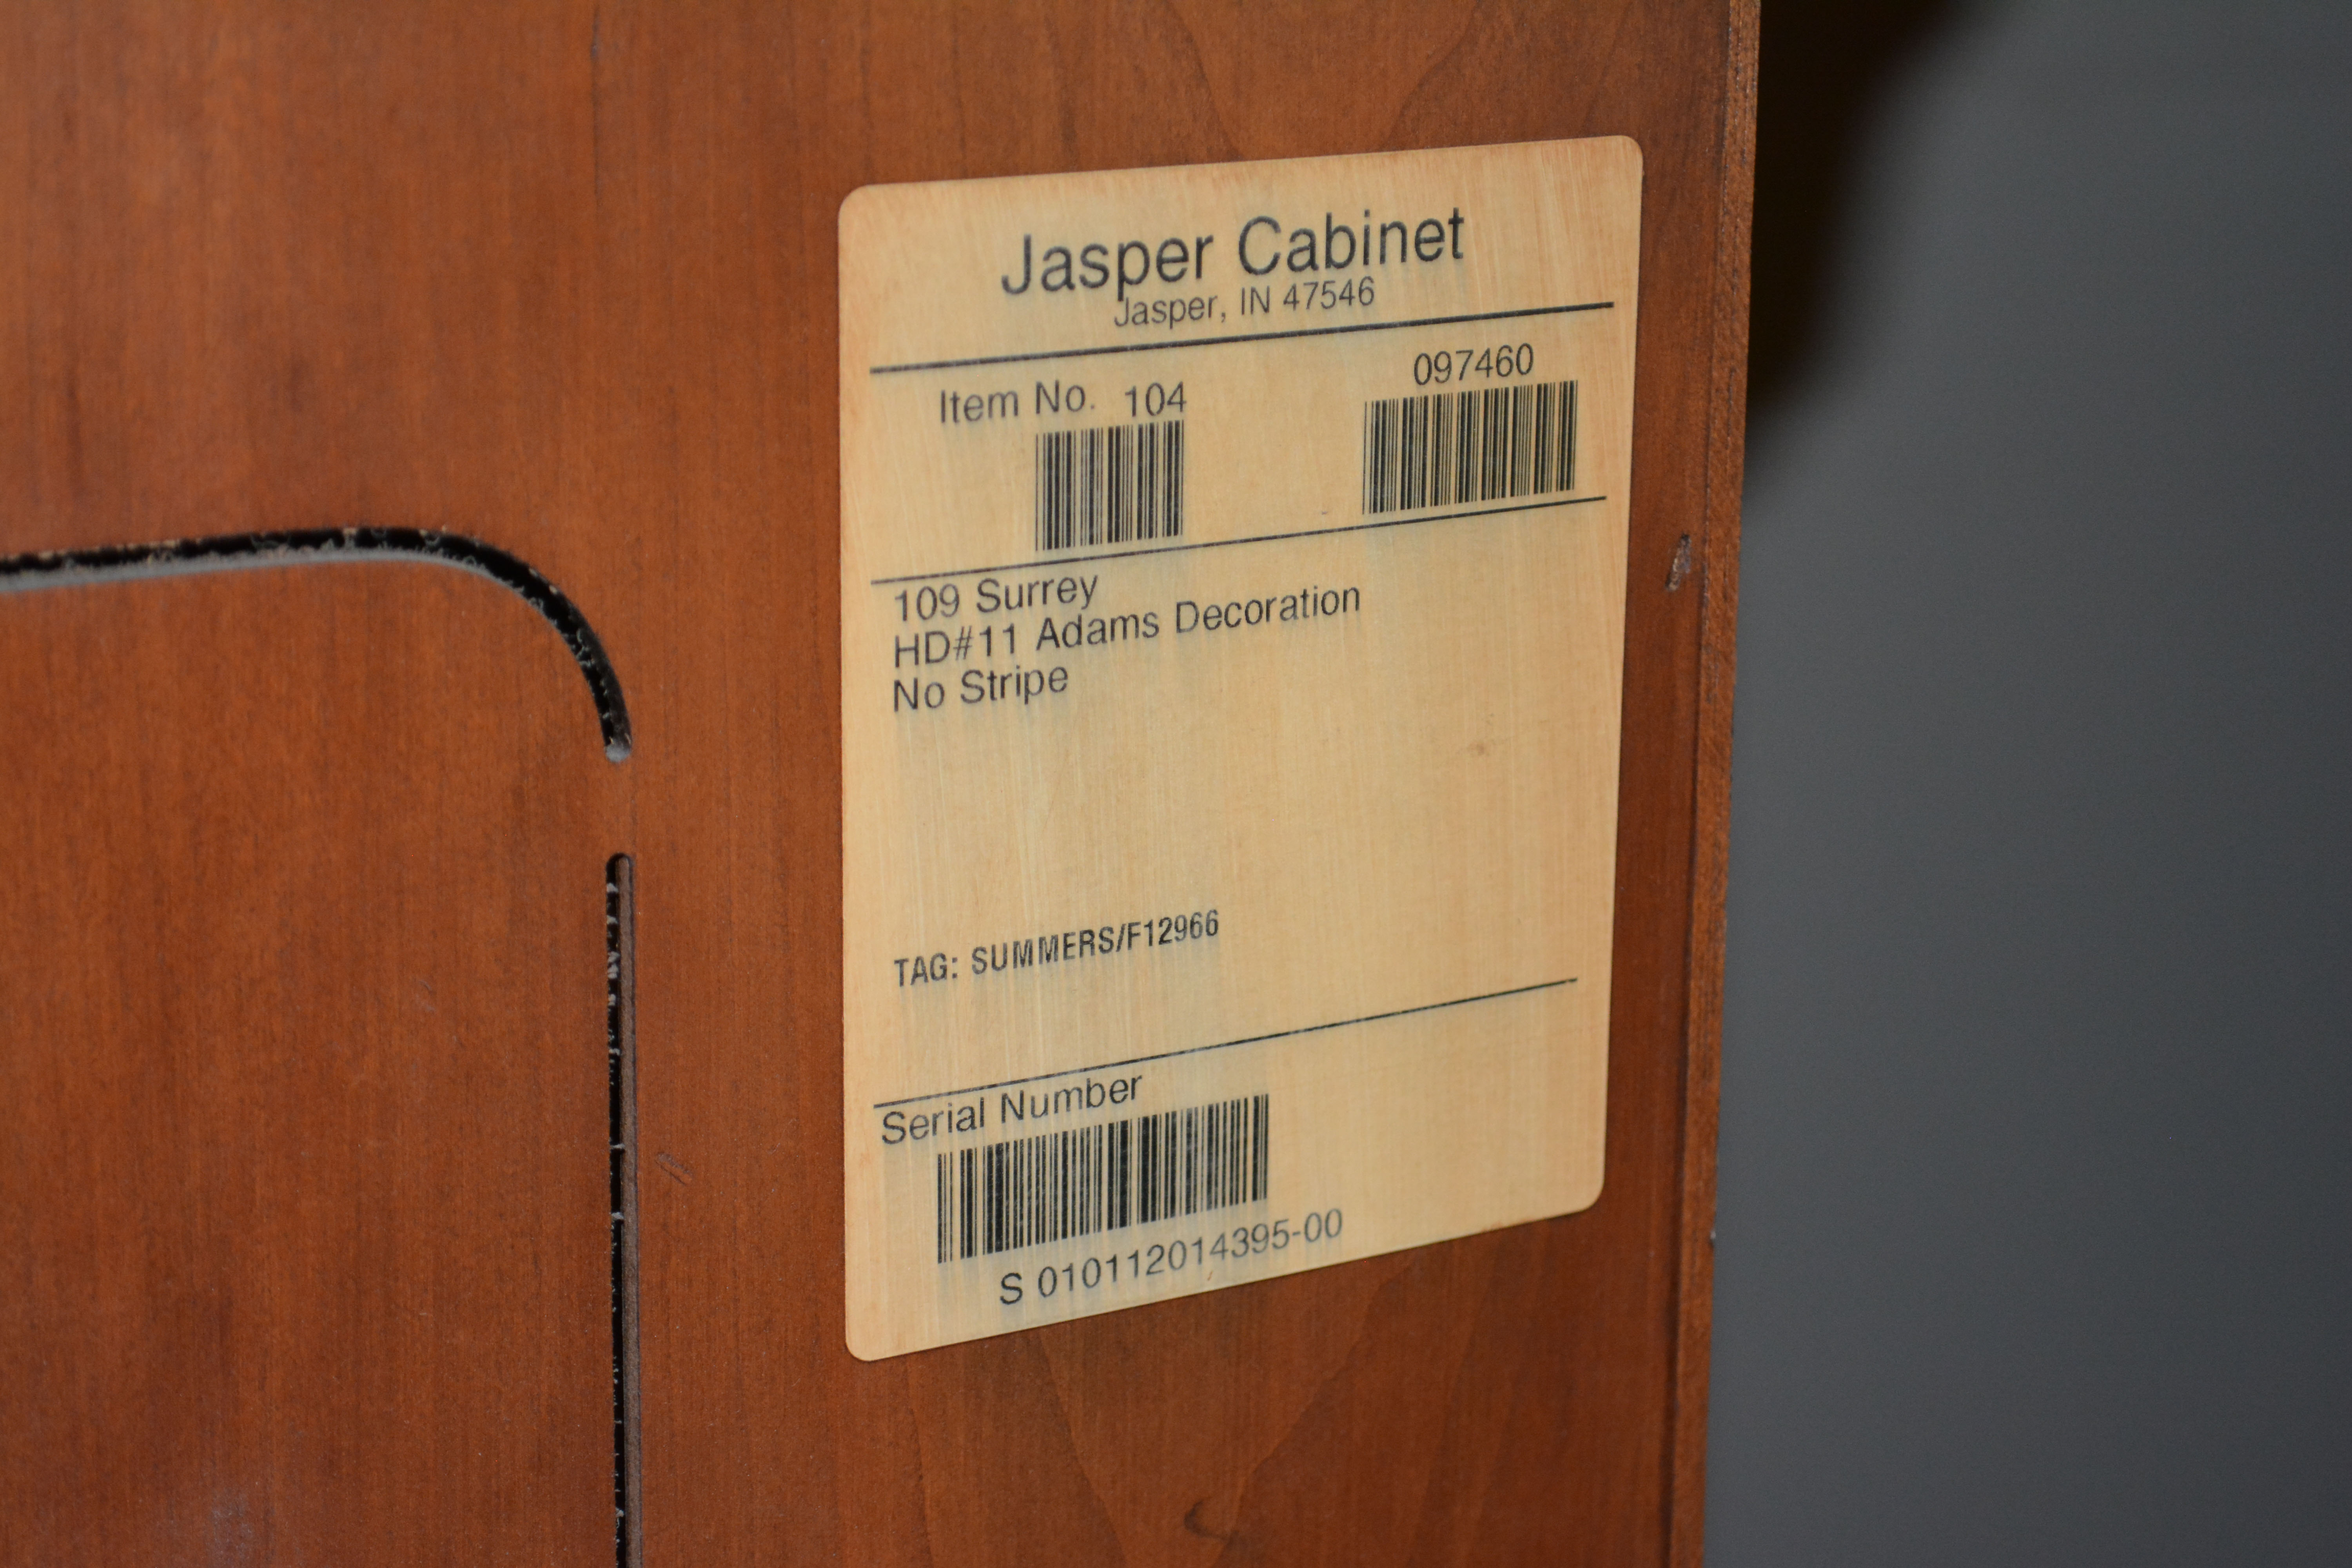 Jasper Cabinet
Jasper, IN 47546
Item No. 104
097460
109 Surrey
HD#11 Adams Decoration
No Stripe
TAG: SUMMERS/F12966
Serial Number
S 010112014395-00